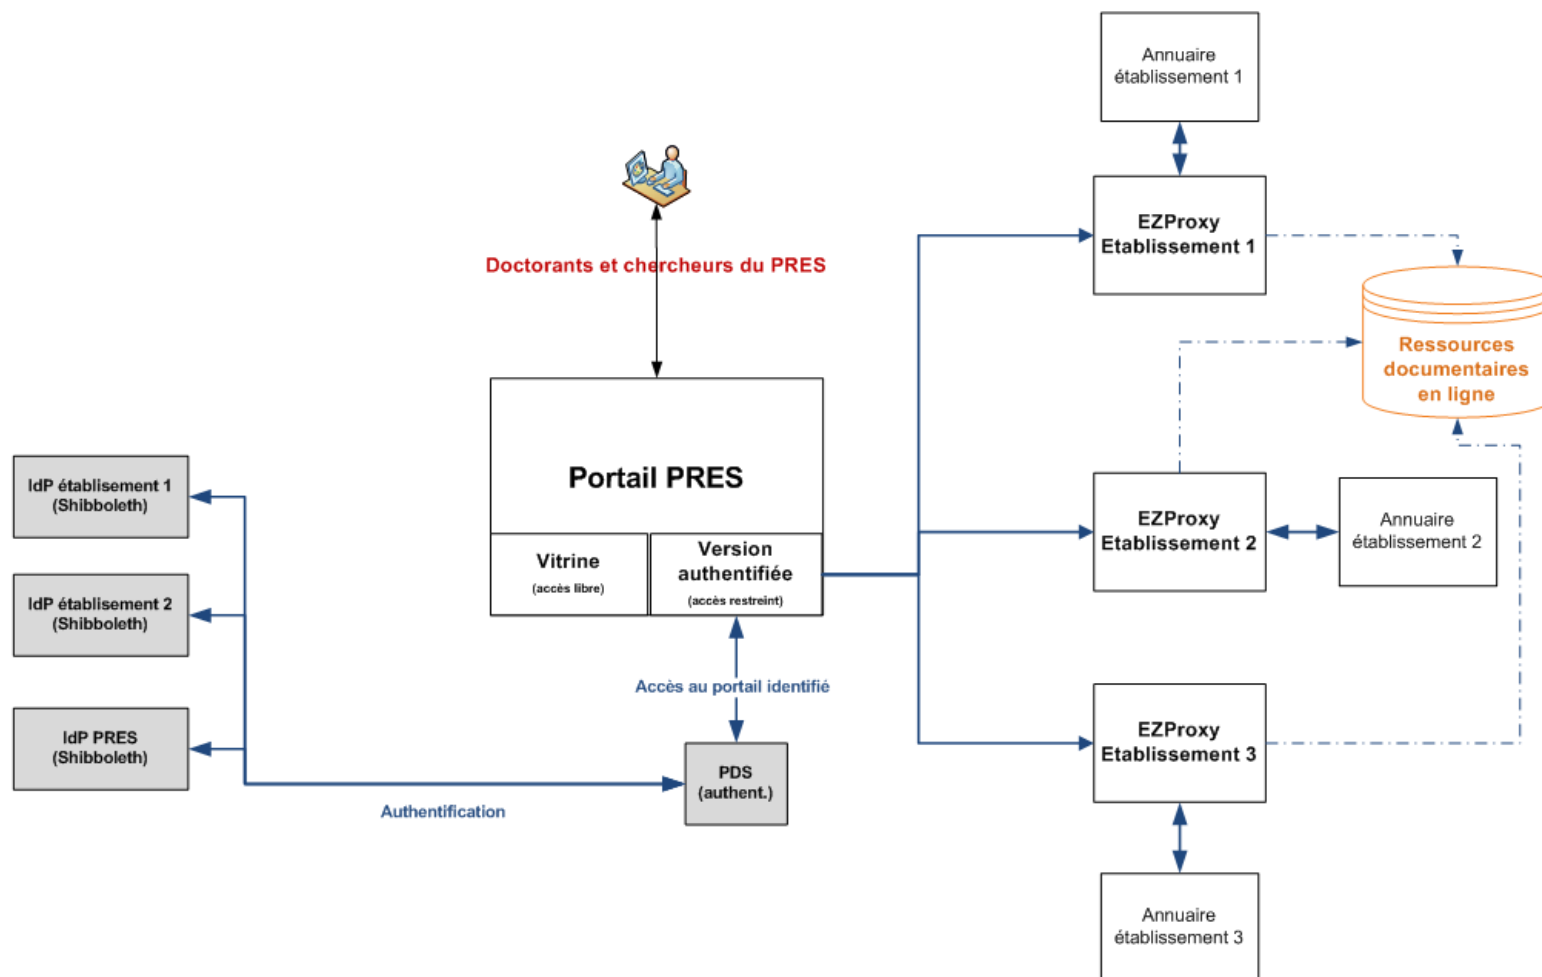 Annuaire
établissement 1
EZProxy
Etablissement 1
Doctorants et chercheurs du PRES
Ressources
documentaires
en ligne
Portail PRES
Vitrine
(accès libre)
Version
authentifiée
(accès restreint)
IdP établisement 1
(Shibboleth)
EZProxy
Etablissement 2
Annuaire
établissement 2
IdP établisement 2
(Shibboleth)
Accès au portail identifié
IdP PRES
(Shibboleth)
EZProxy
Etablissement 3
PDS
(authent.)
Authentification
Annuaire
établissement 3